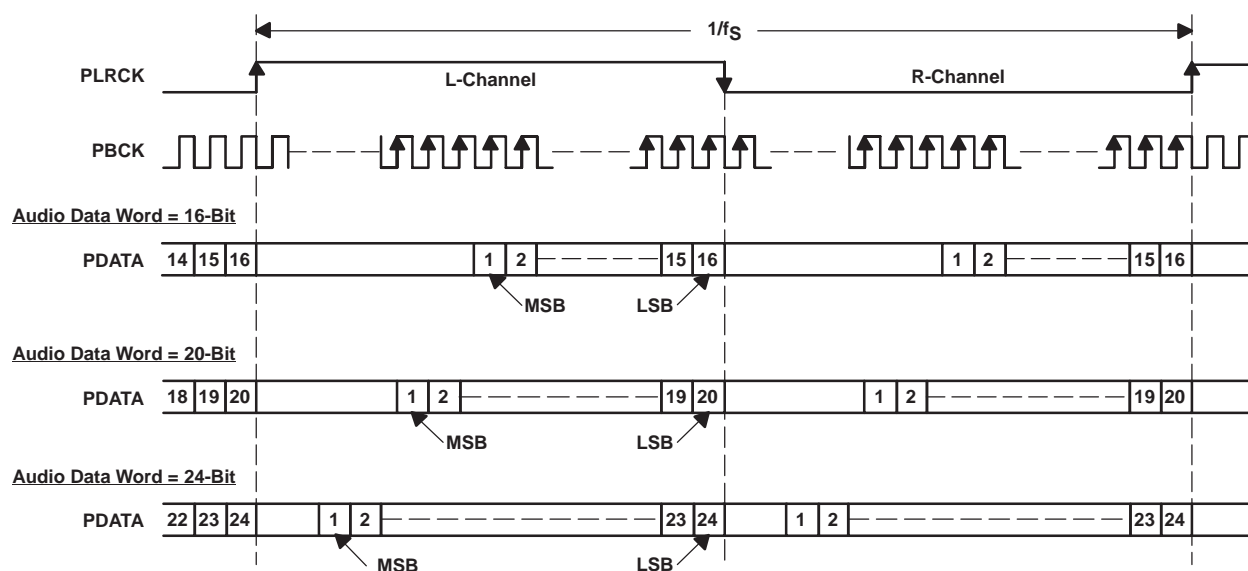 1/fS
PLRCK
L-Channel
R-Channel
PBCK
Audio Data Word = 16-Bit
PDATA 14 15 16 1 2 15 16 1 2 15 16
MSB LSB
Audio Data Word = 20-Bit
PDATA 18 19 20 1 2 19 20 1 2 19 20
MSB LSB
Audio Data Word = 24-Bit
PDATA 22 23 24 1 2 23 24 1 2 23 24
MSB LSB